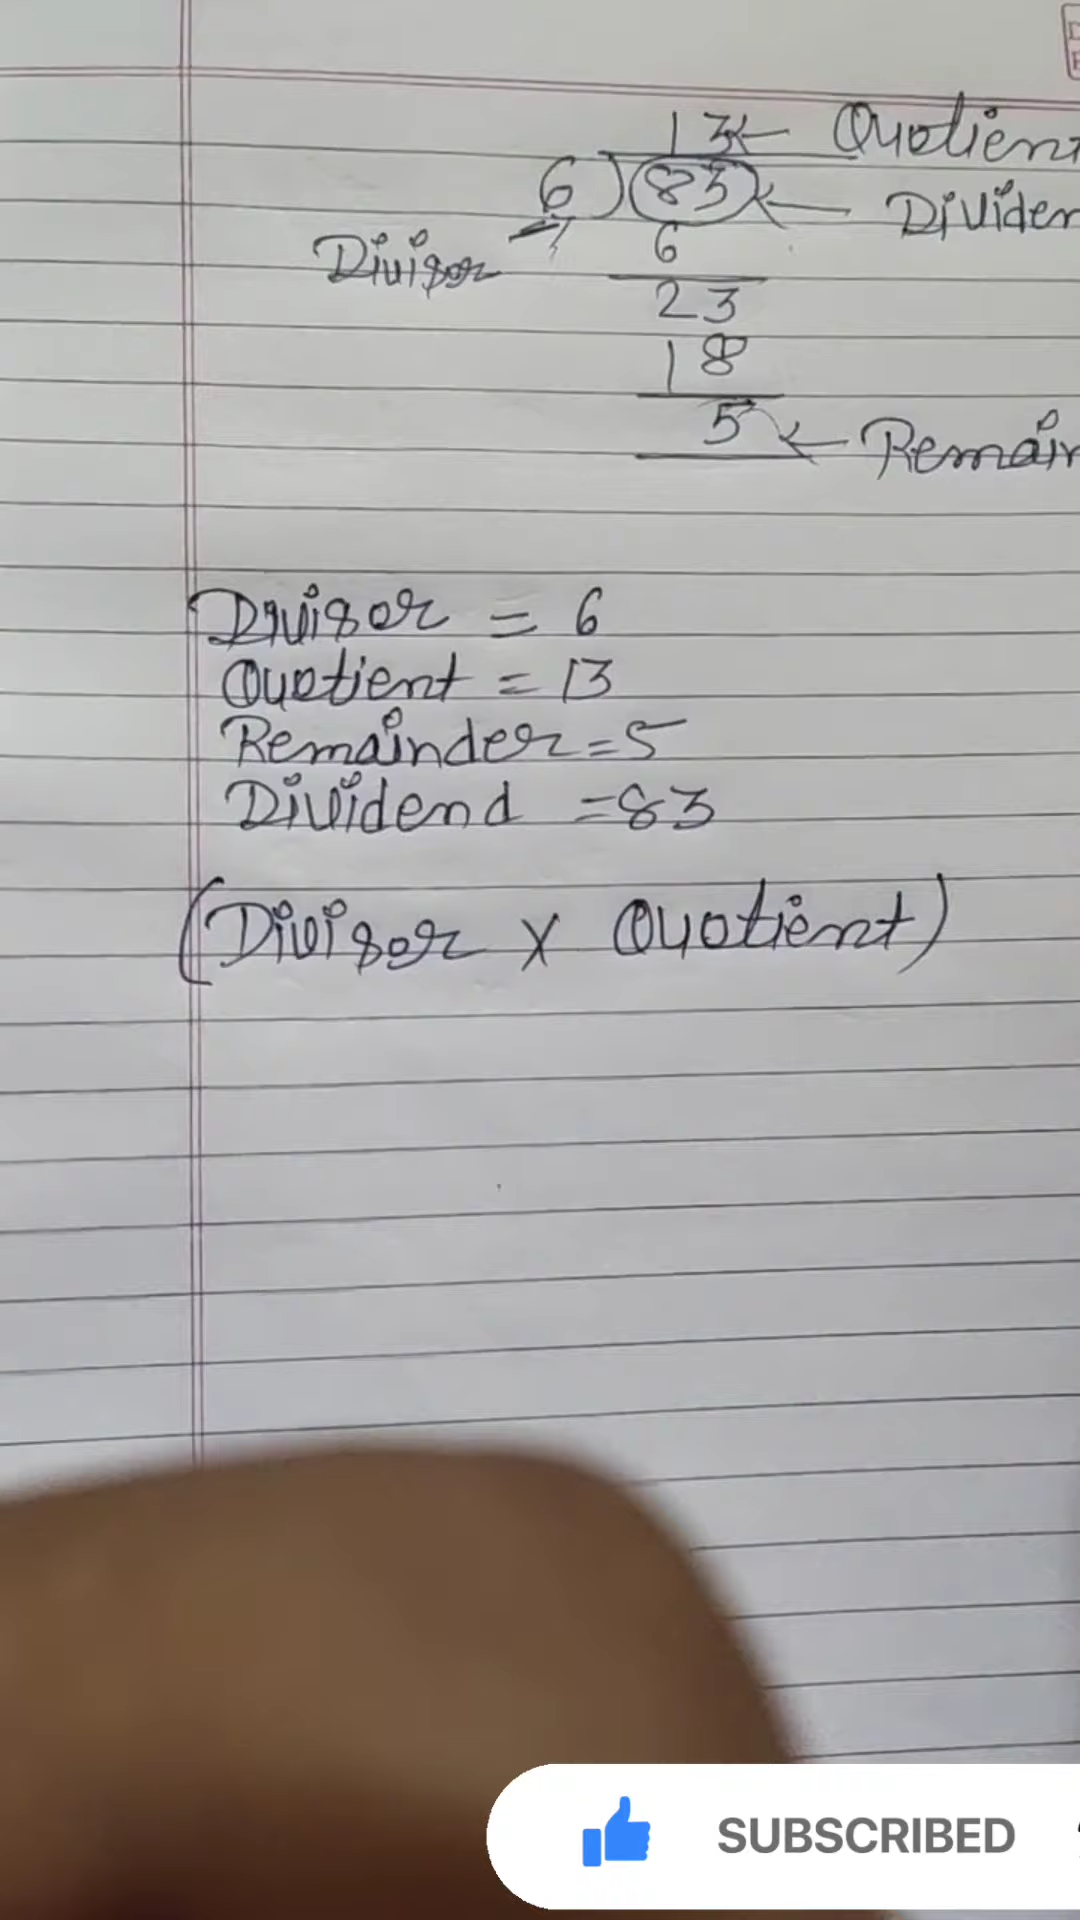 13 ← Quotient
6 ) 83 ← Dividen
Divisor
6
23
18
5 ← Remain
Divisor = 6
Quotient = 13
Remainder = 5
Dividend = 83
(Divisor × Quotient)
SUBSCRIBED